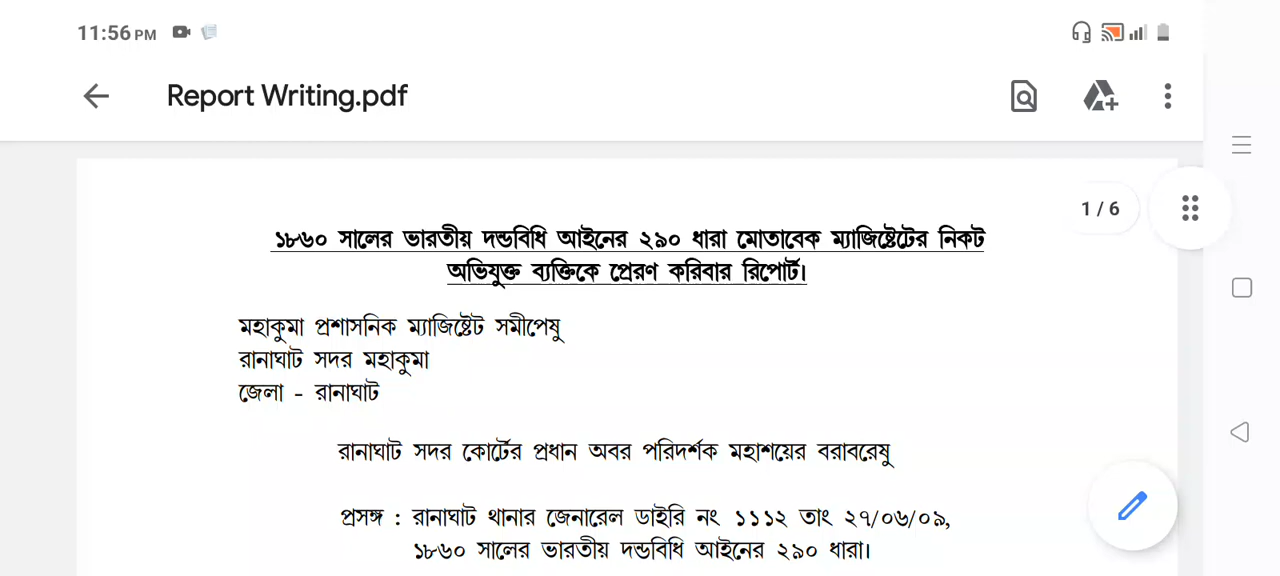 11:56 PM
Report Writing.pdf
1 / 6
১৮৬০ সালের ভারতীয় দন্ডবিধি আইনের ২৯০ ধারা মোতাবেক ম্যাজিষ্টেটের নিকট
অভিযুক্ত ব্যক্তিকে প্রেরণ করিবার রিপোর্ট।
মহাকুমা প্রশাসনিক ম্যাজিষ্টেট সমীপেষু
রানাঘাট সদর মহাকুমা
জেলা - রানাঘাট
রানাঘাট সদর কোর্টের প্রধান অবর পরিদর্শক মহাশয়ের বরাবরেষু
প্রসঙ্গ : রানাঘাট থানার জেনারেল ডাইরি নং ১১১২ তাং ২৭/০৬/০৯,
১৮৬০ সালের ভারতীয় দন্ডবিধি আইনের ২৯০ ধারা।